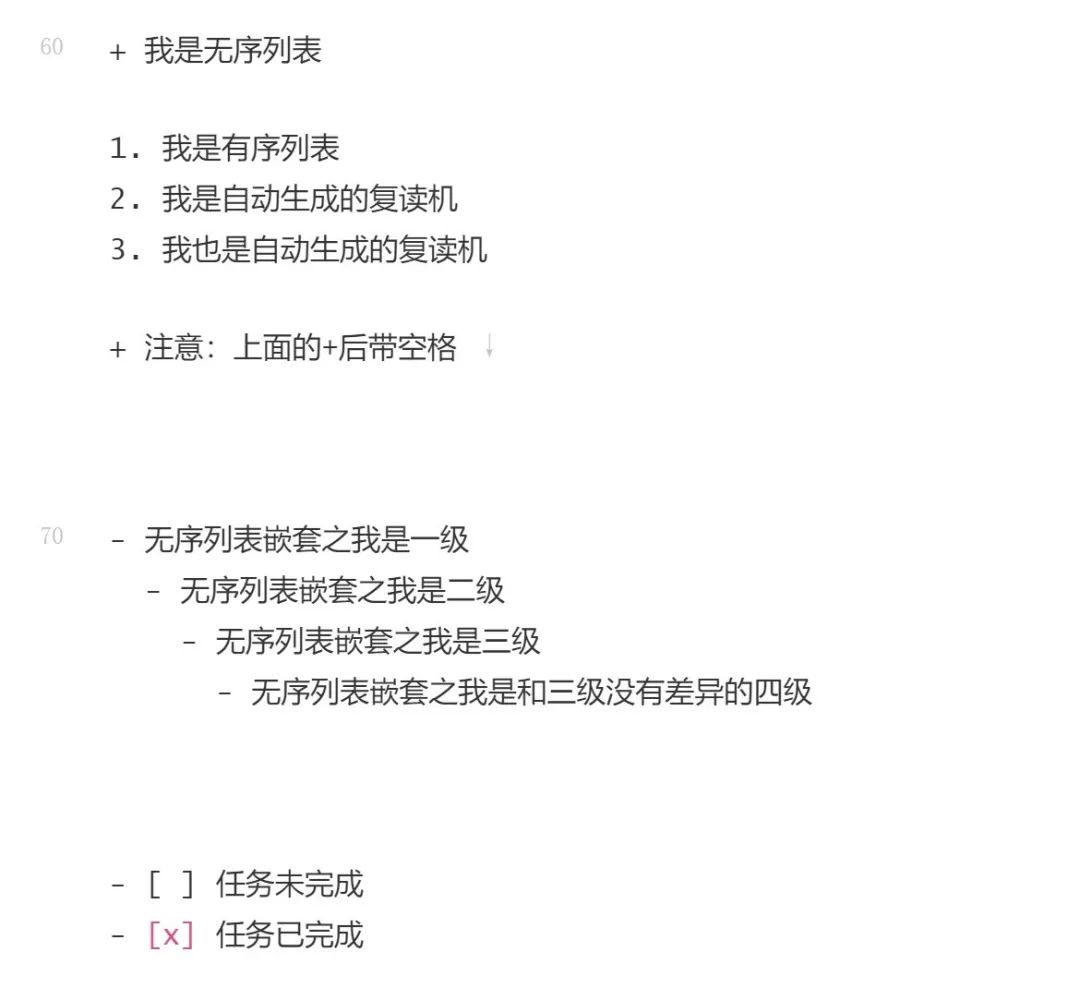 60 + 我是无序列表
1. 我是有序列表
2. 我是自动生成的复读机
3. 我也是自动生成的复读机
+ 注意：上面的+后带空格 ↓
70 - 无序列表嵌套之我是一级
- 无序列表嵌套之我是二级
- 无序列表嵌套之我是三级
- 无序列表嵌套之我是和三级没有差异的四级
- [ ] 任务未完成
- [x] 任务已完成